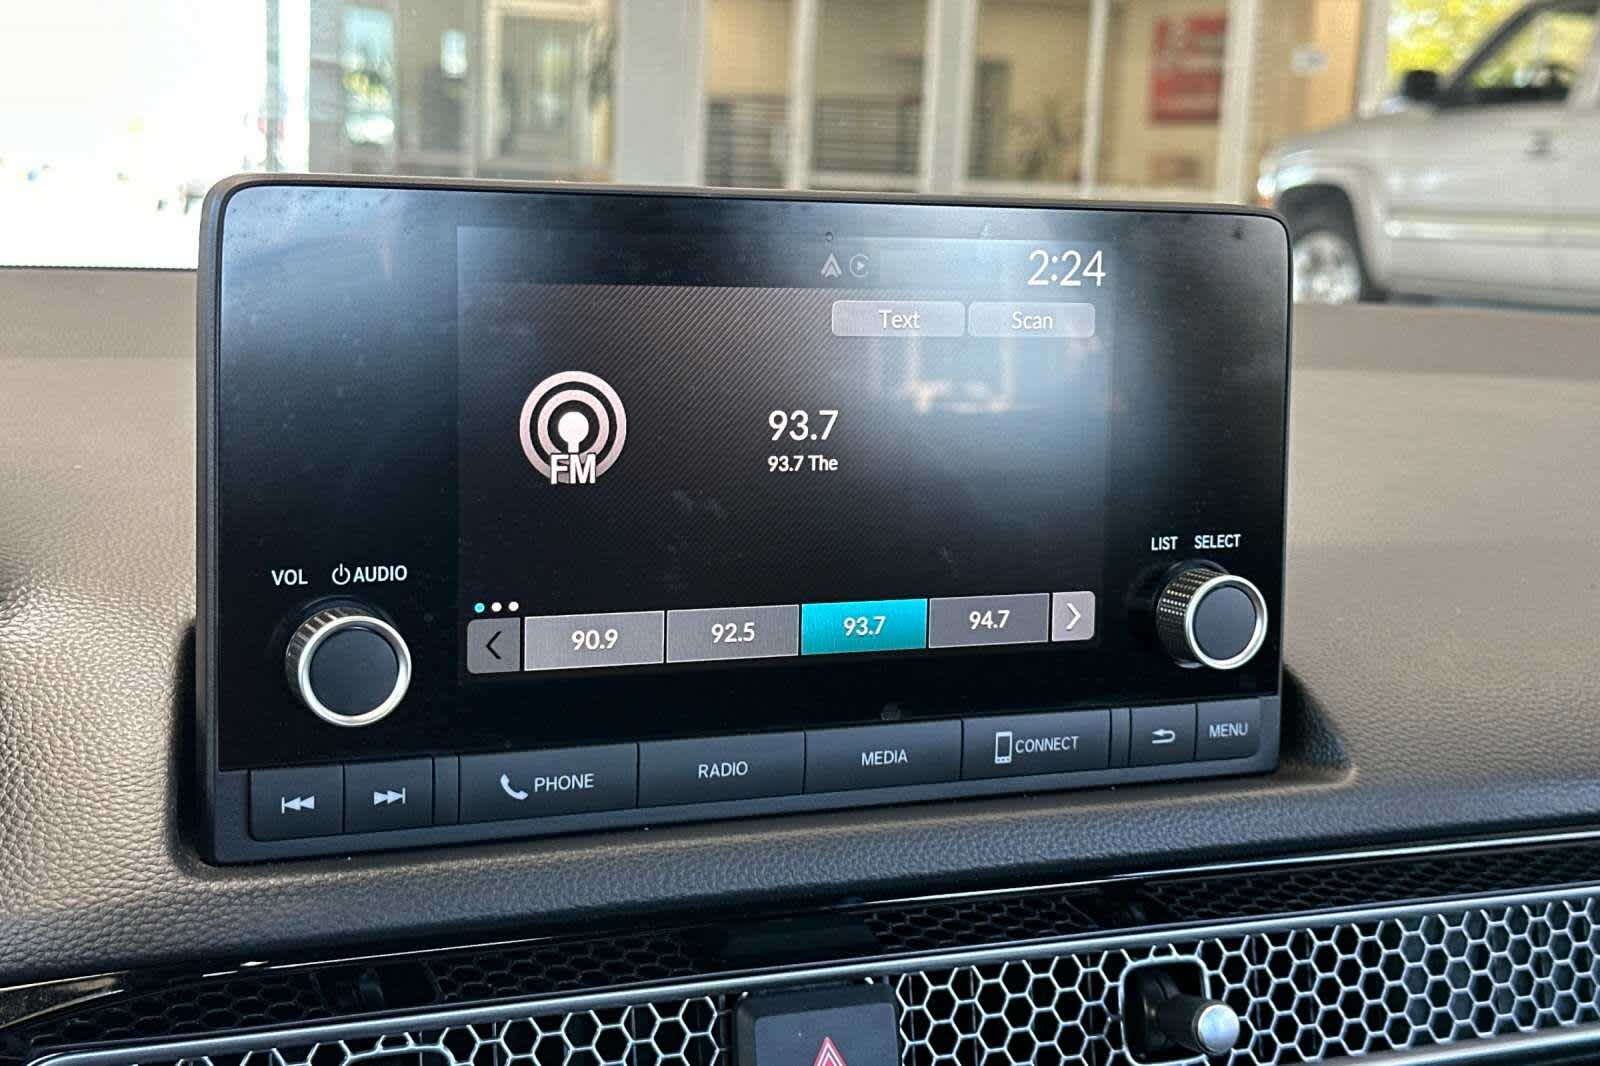 2:24
Text Scan
FM
93.7
93.7 The
VOL AUDIO
LIST SELECT
90.9 92.5 93.7 94.7
PHONE RADIO MEDIA CONNECT MENU